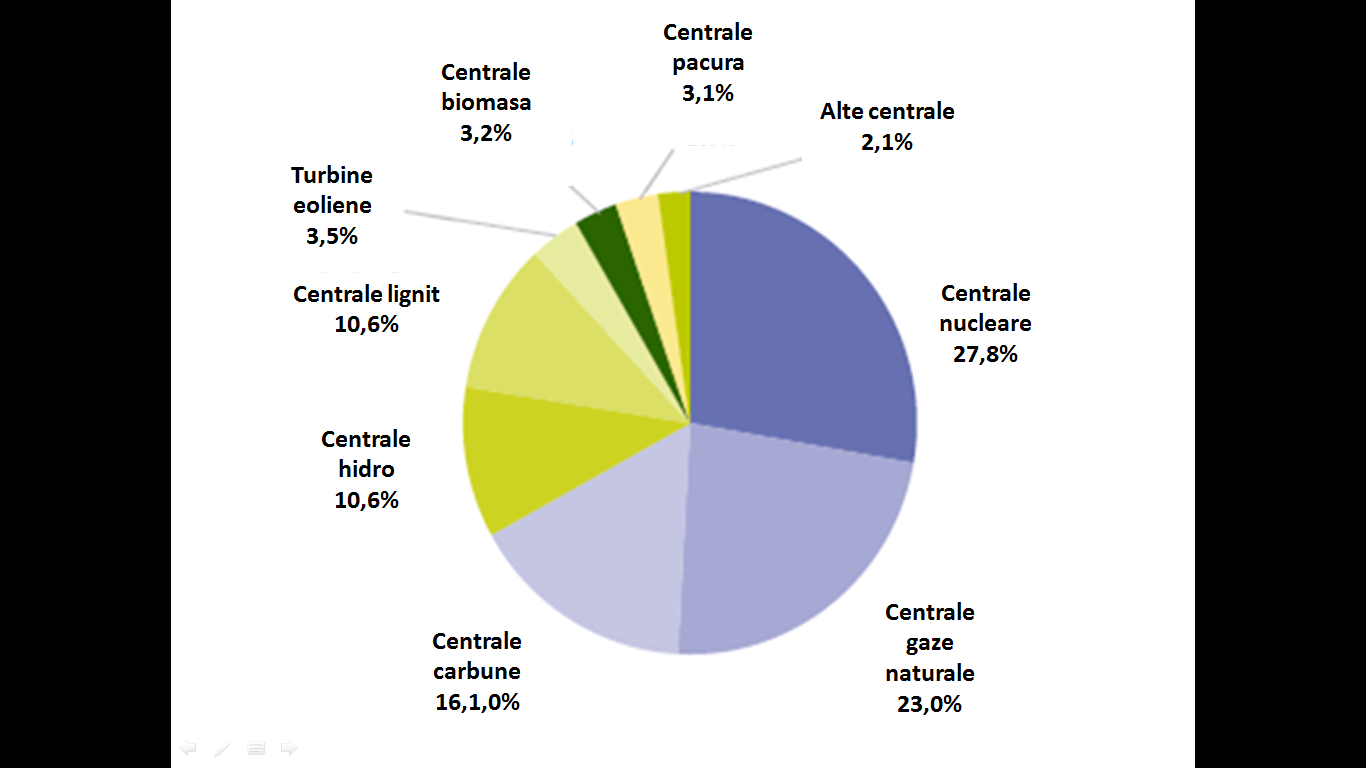 Centrale
pacura
3,1%
Centrale
biomasa
3,2%
Alte centrale
2,1%
Turbine
eoliene
3,5%
Centrale lignit
10,6%
Centrale
nucleare
27,8%
Centrale
hidro
10,6%
Centrale
gaze
naturale
23,0%
Centrale
carbune
16,1,0%